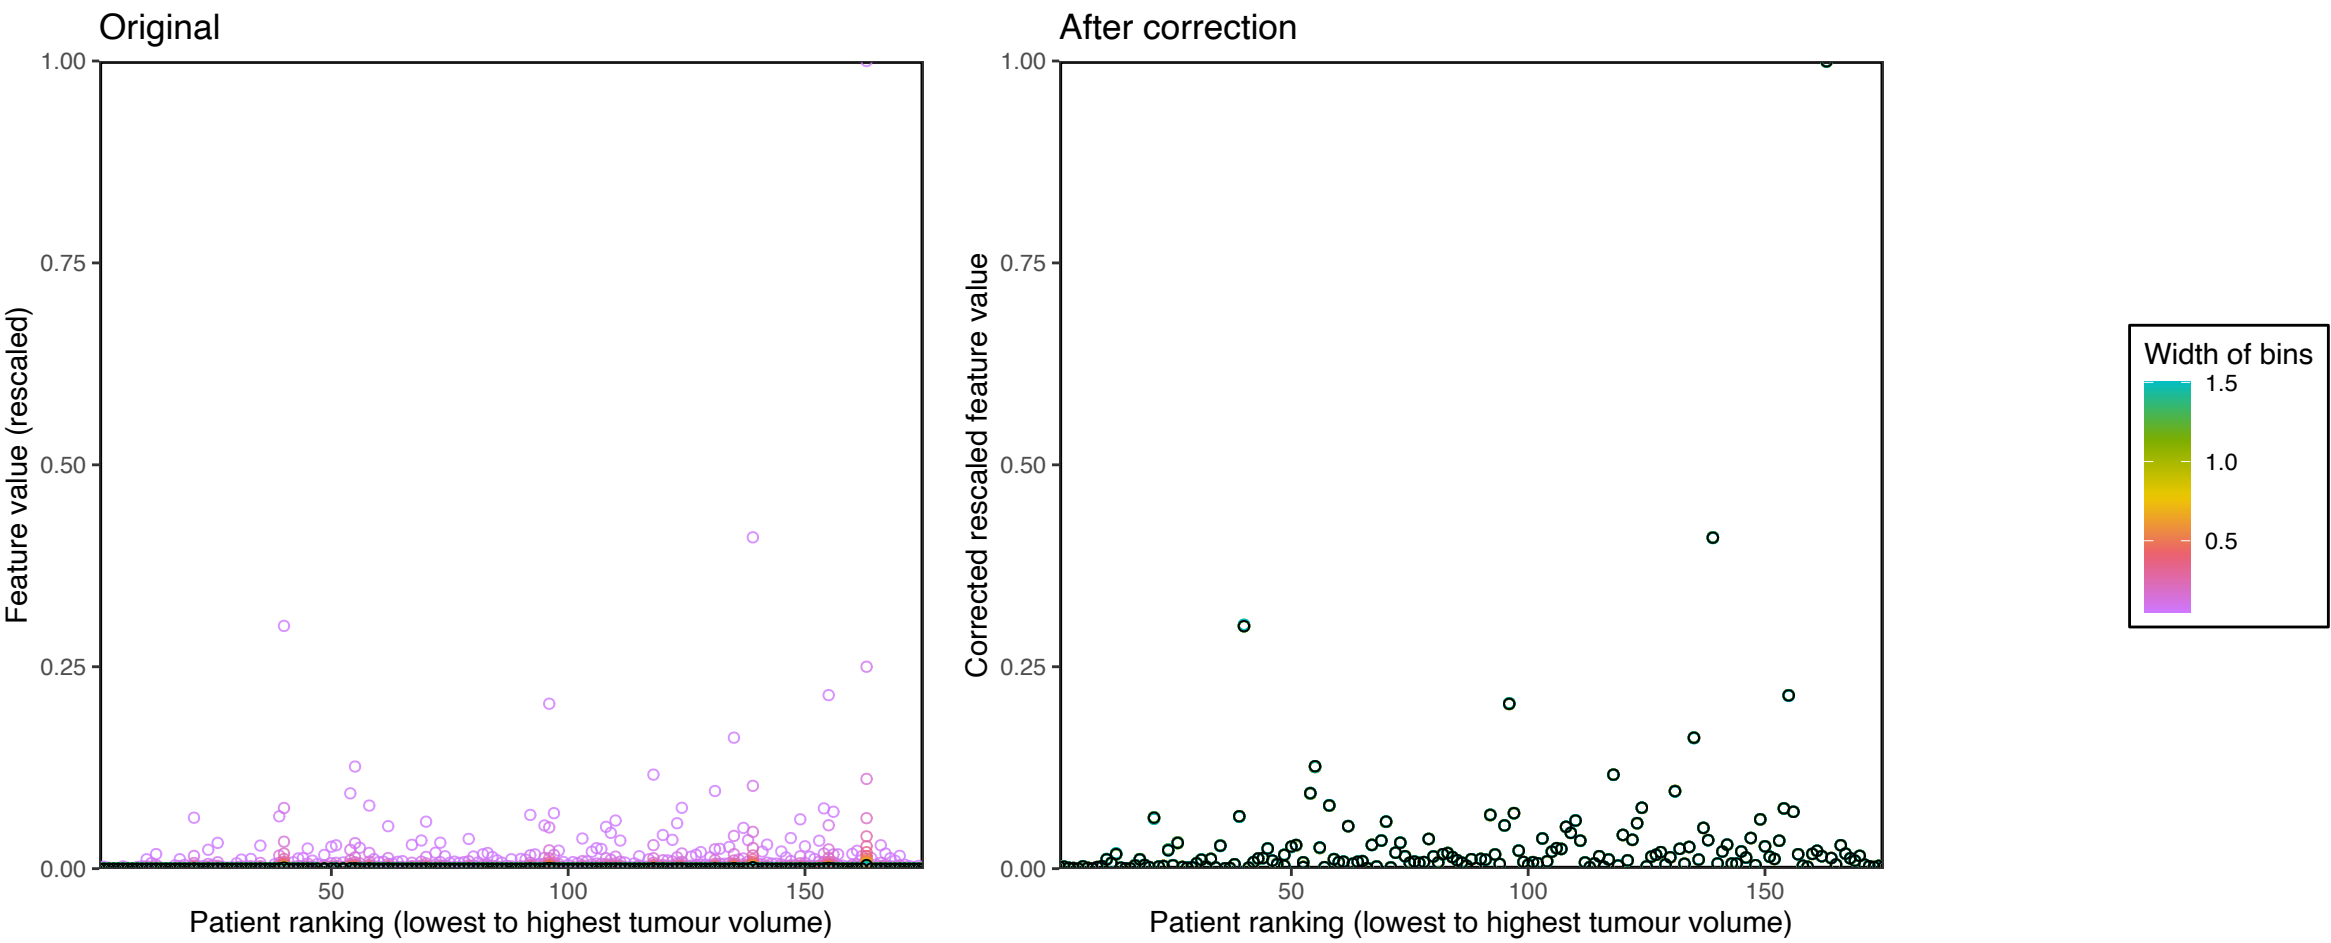 Original
1.00
0.75
0.50
0.25
0.00
50 100 150
Feature value (rescaled)
Patient ranking (lowest to highest tumour volume)
After correction
1.00
0.75
0.50
0.25
0.00
50 100 150
Corrected rescaled feature value
Patient ranking (lowest to highest tumour volume)
Width of bins
1.5
1.0
0.5